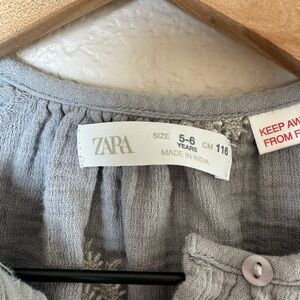 ZARA
SIZE 5-6 YEARS CM 116
MADE IN INDIA
KEEP AW
FROM F